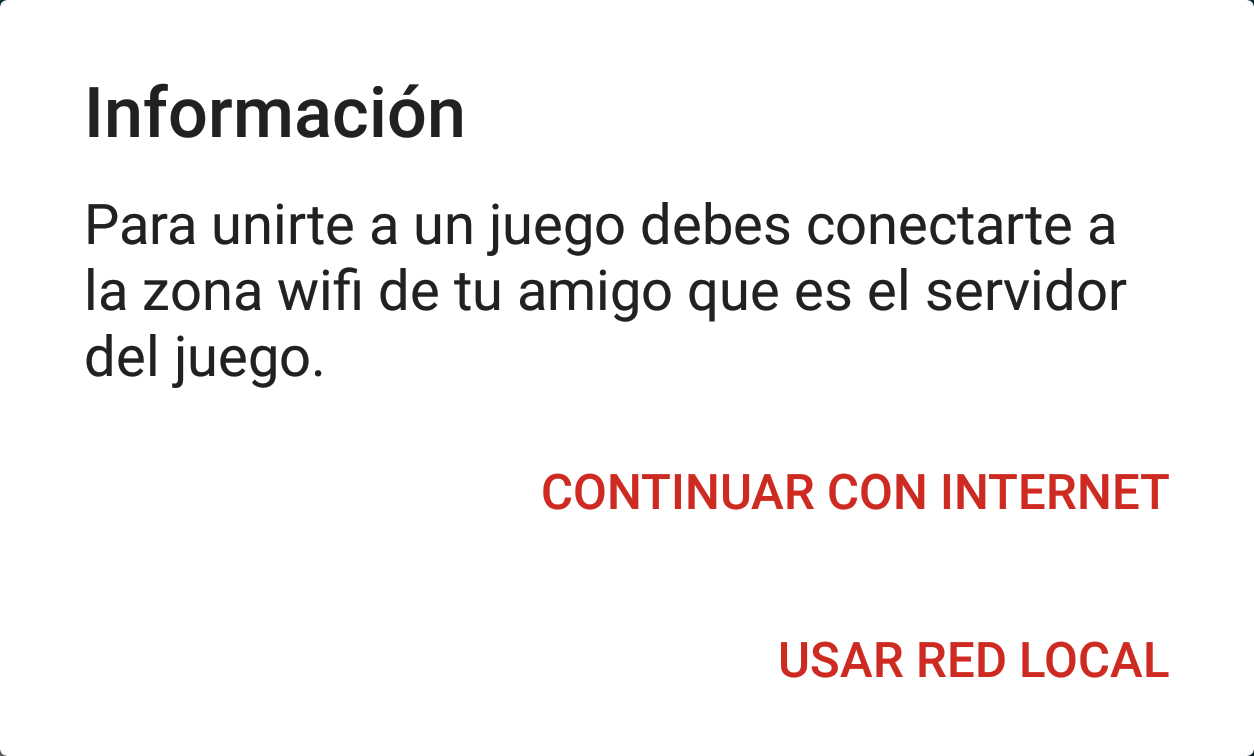 Información
Para unirte a un juego debes conectarte a
la zona wifi de tu amigo que es el servidor
del juego.
CONTINUAR CON INTERNET
USAR RED LOCAL